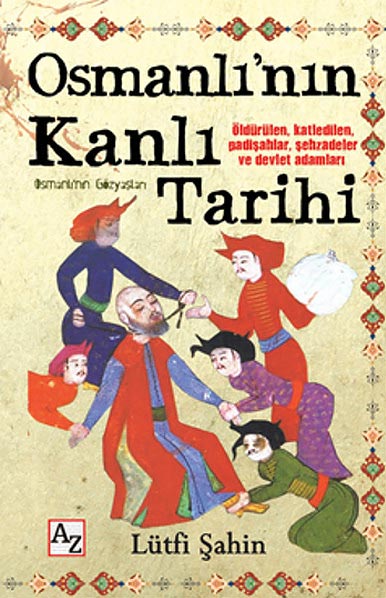 Osmanlı'nın
Kanlı
Öldürülen, katledilen,
padişahlar, şehzadeler
ve devlet adamları
Osmanlı'nın Gözyaşları
Tarihi
AZ
Lütfi Şahin